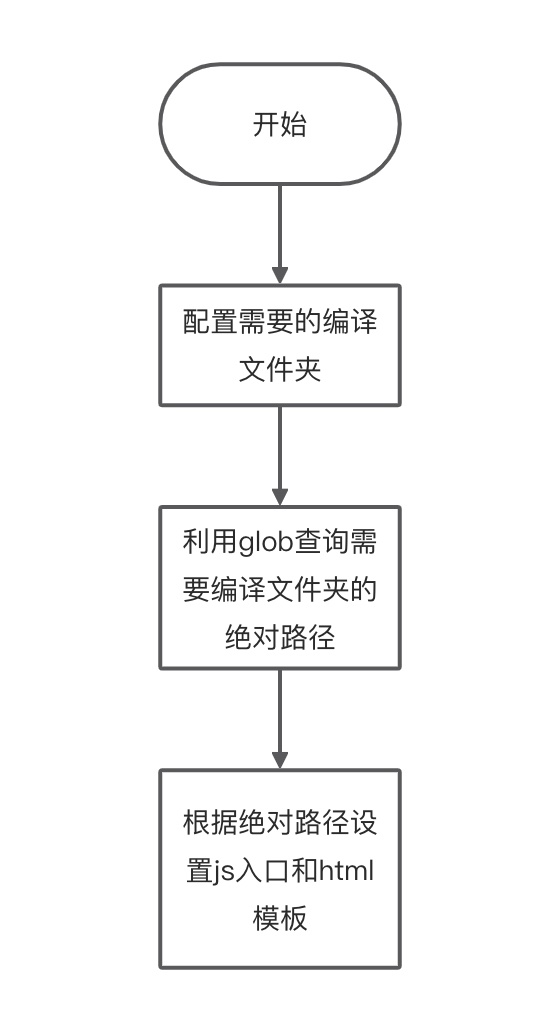 开始
配置需要的编译
文件夹
利用glob查询需
要编译文件夹的
绝对路径
根据绝对路径设
置js入口和html
模板